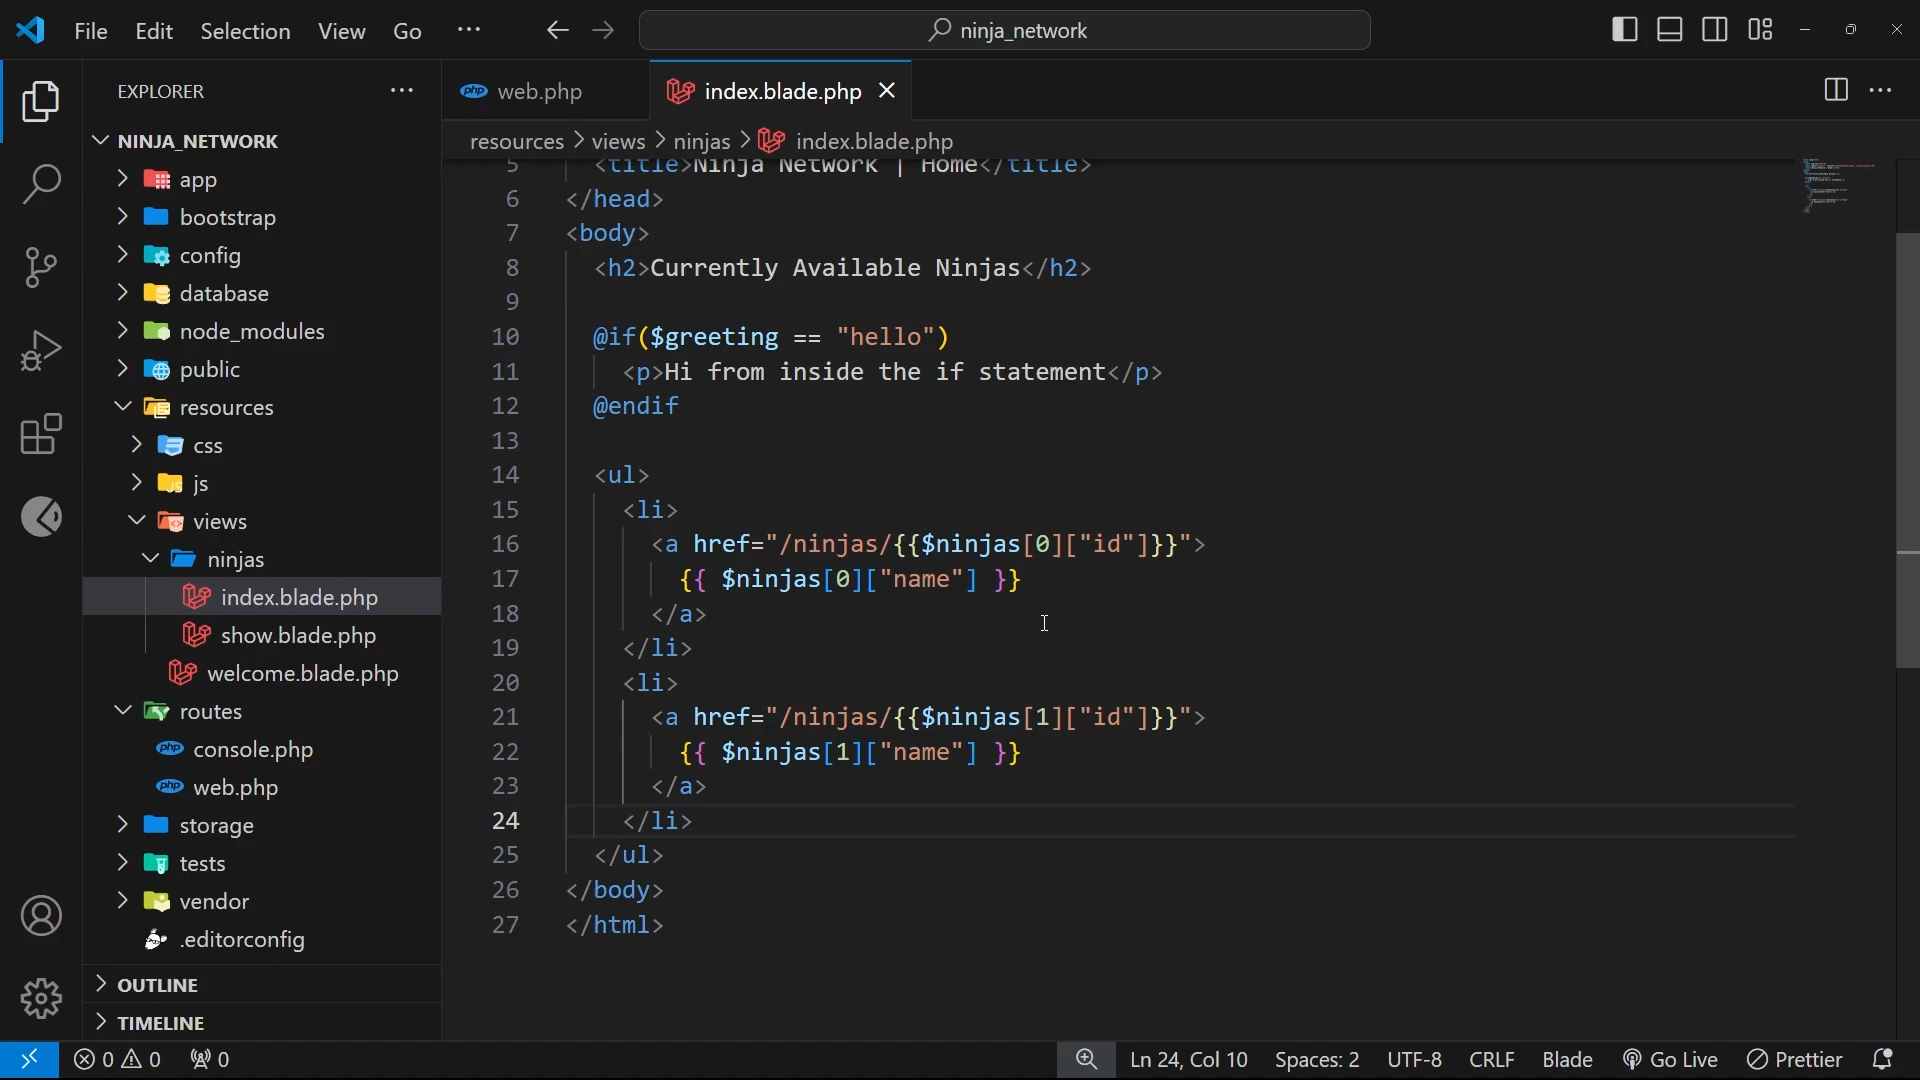 File Edit Selection View Go ninja_network
EXPLORER
NINJA_NETWORK
app
bootstrap
config
database
node_modules
public
resources
css
js
views
ninjas
index.blade.php
show.blade.php
welcome.blade.php
routes
console.php
web.php
storage
tests
vendor
.editorconfig
OUTLINE
TIMELINE
web.php index.blade.php
resources > views > ninjas > index.blade.php
5 <title>Ninja Network | Home</title>
6 </head>
7 <body>
8 <h2>Currently Available Ninjas</h2>
9
10 @if($greeting == "hello")
11 <p>Hi from inside the if statement</p>
12 @endif
13
14 <ul>
15 <li>
16 <a href="/ninjas/{{$ninjas[0]["id"]}}">
17 {{ $ninjas[0]["name"] }}
18 </a>
19 </li>
20 <li>
21 <a href="/ninjas/{{$ninjas[1]["id"]}}">
22 {{ $ninjas[1]["name"] }}
23 </a>
24 </li>
25 </ul>
26 </body>
27 </html>
0 0 0 Ln 24, Col 10 Spaces: 2 UTF-8 CRLF Blade Go Live Prettier